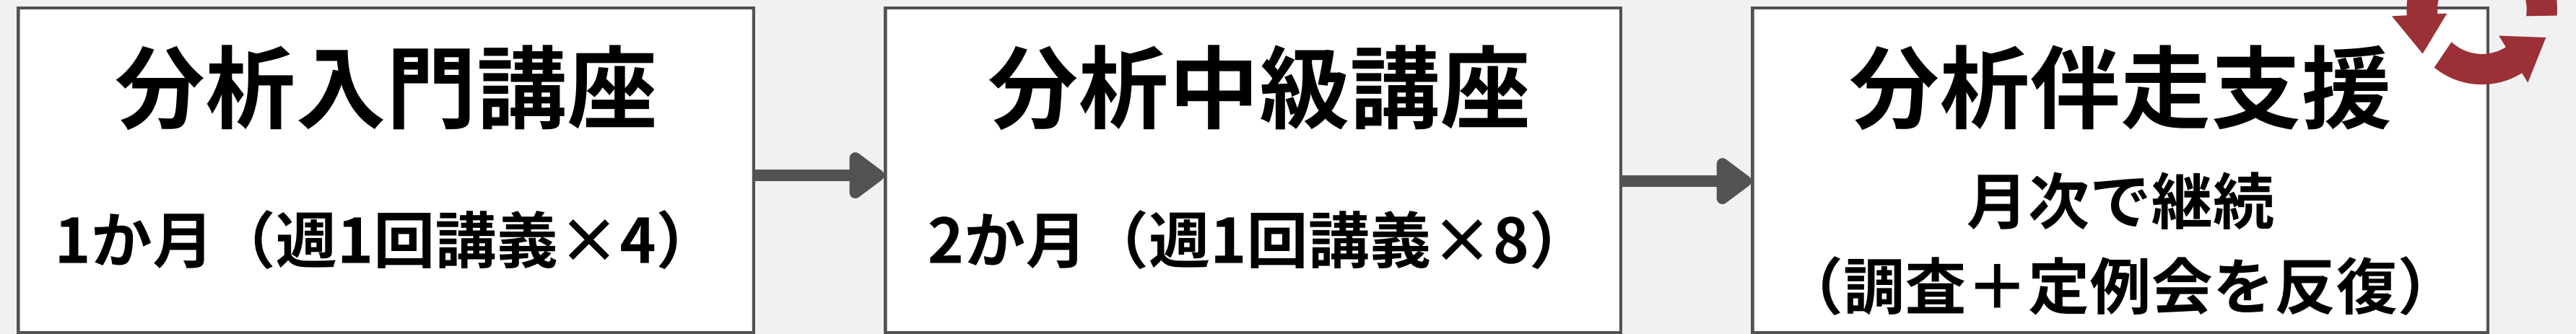 分析入門講座
1か月（週1回講義×4）
分析中級講座
2か月（週1回講義×8）
分析伴走支援
月次で継続
（調査＋定例会を反復）